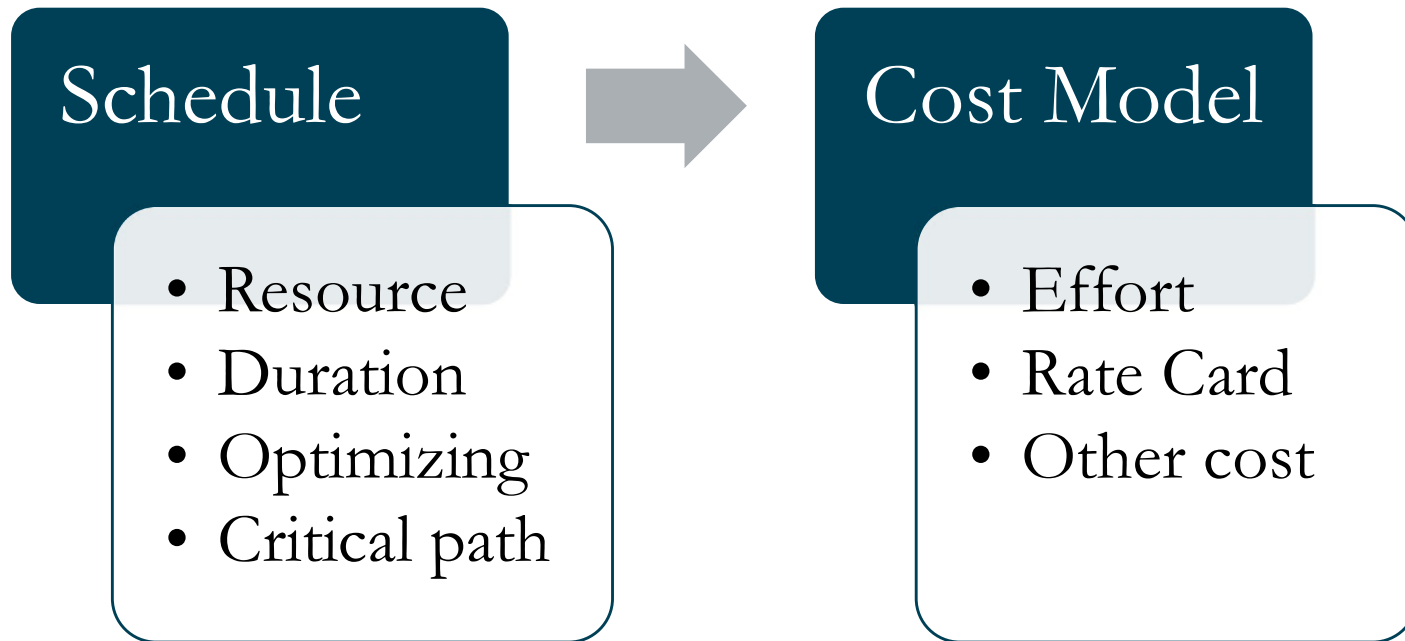 Schedule
• Resource
• Duration
• Optimizing
• Critical path
Cost Model
• Effort
• Rate Card
• Other cost